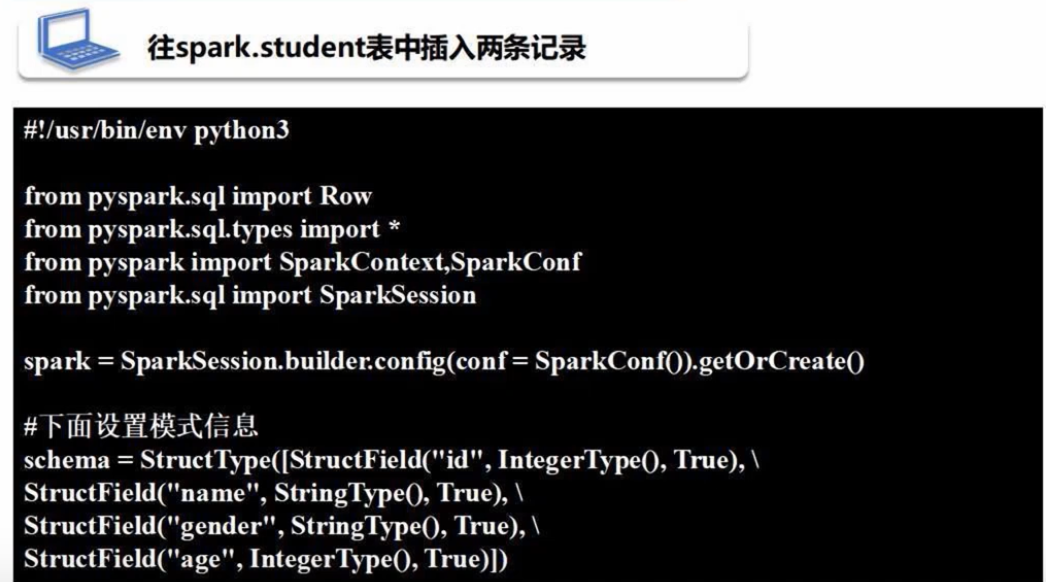 往spark.student表中插入两条记录
#!/usr/bin/env python3
from pyspark.sql import Row
from pyspark.sql.types import *
from pyspark import SparkContext,SparkConf
from pyspark.sql import SparkSession
spark = SparkSession.builder.config(conf = SparkConf()).getOrCreate()
#下面设置模式信息
schema = StructType([StructField("id", IntegerType(), True), \
StructField("name", StringType(), True), \
StructField("gender", StringType(), True), \
StructField("age", IntegerType(), True)])